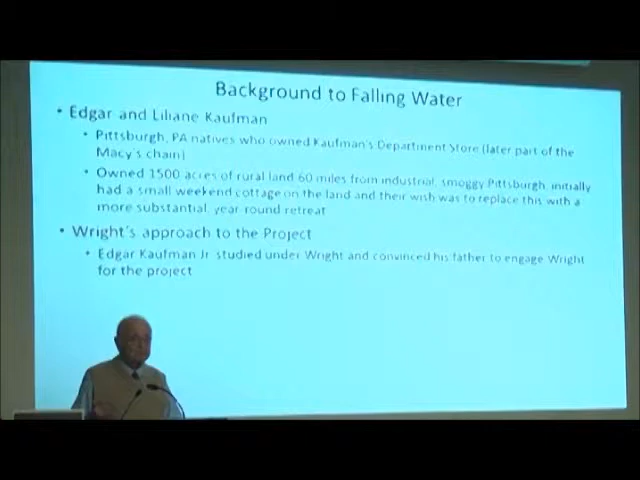 Background to Falling Water
• Edgar and Liliane Kaufman
• Pittsburgh, PA natives who owned Kaufman's Department Store (later part of the
Macy's chain)
• Owned 1500 acres of rural land 60 miles from industrial, smoggy Pittsburgh, initially
had a small weekend cottage on the land and their wish was to replace this with a
more substantial, year-round retreat
• Wright's approach to the Project
• Edgar Kaufman Jr. studied under Wright and convinced his father to engage Wright
for the project